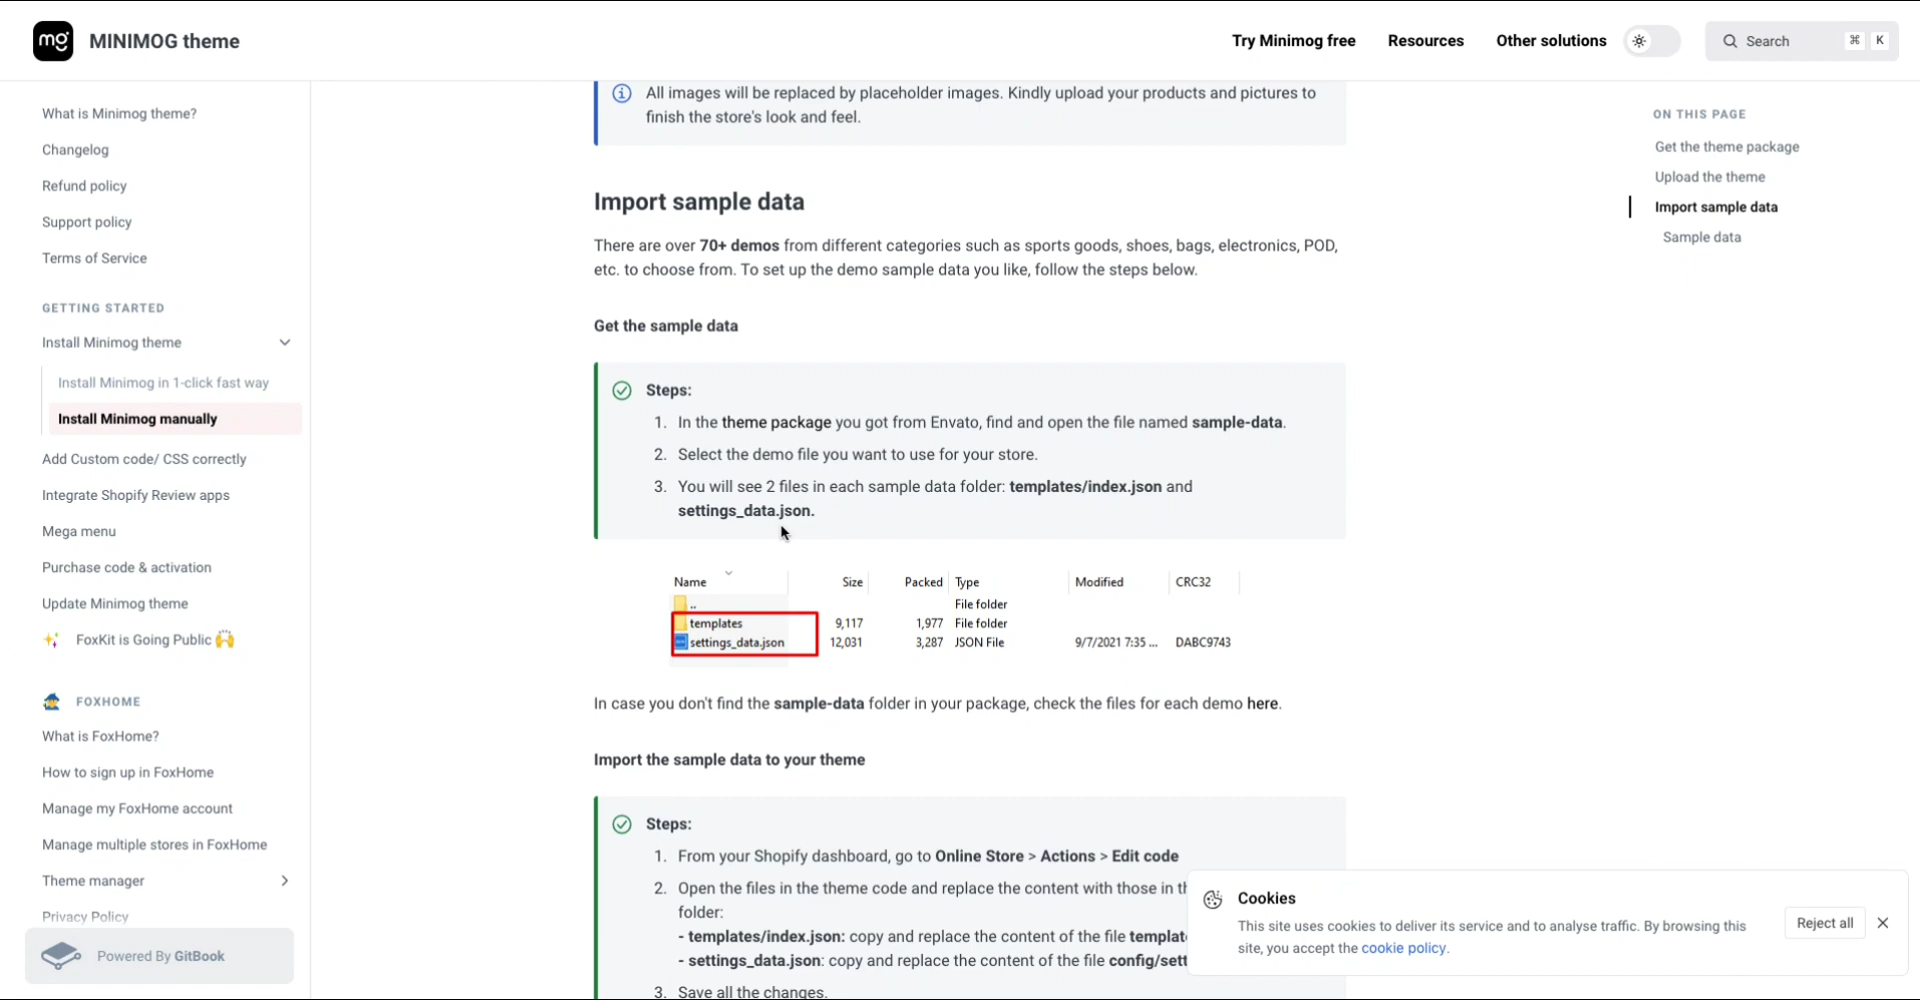 mg
MINIMOG theme
Try Minimog free
Resources
Other solutions
Search
⌘ K
What is Minimog theme?
Changelog
Refund policy
Support policy
Terms of Service
GETTING STARTED
Install Minimog theme
Install Minimog in 1-click fast way
Install Minimog manually
Add Custom code/ CSS correctly
Integrate Shopify Review apps
Mega menu
Purchase code & activation
Update Minimog theme
✨ FoxKit is Going Public 🙌
FOXHOME
What is FoxHome?
How to sign up in FoxHome
Manage my FoxHome account
Manage multiple stores in FoxHome
Theme manager
Privacy Policy
Powered By GitBook
All images will be replaced by placeholder images. Kindly upload your products and pictures to
finish the store's look and feel.
Import sample data
There are over 70+ demos from different categories such as sports goods, shoes, bags, electronics, POD,
etc. to choose from. To set up the demo sample data you like, follow the steps below.
Get the sample data
Steps:
1. In the theme package you got from Envato, find and open the file named sample-data.
2. Select the demo file you want to use for your store.
3. You will see 2 files in each sample data folder: templates/index.json and
settings_data.json.
Name Size Packed Type Modified CRC32
.. File folder
templates 9,117 1,977 File folder
settings_data.json 12,031 3,287 JSON File 9/7/2021 7:35 ... DABC9743
In case you don't find the sample-data folder in your package, check the files for each demo here.
Import the sample data to your theme
Steps:
1. From your Shopify dashboard, go to Online Store > Actions > Edit code
2. Open the files in the theme code and replace the content with those in
folder:
- templates/index.json: copy and replace the content of the file
- settings_data.json: copy and replace the content of the file
3. Save all the changes.
ON THIS PAGE
Get the theme package
Upload the theme
Import sample data
Sample data
Cookies
This site uses cookies to deliver its service and to analyse traffic. By browsing this
site, you accept the cookie policy.
Reject all